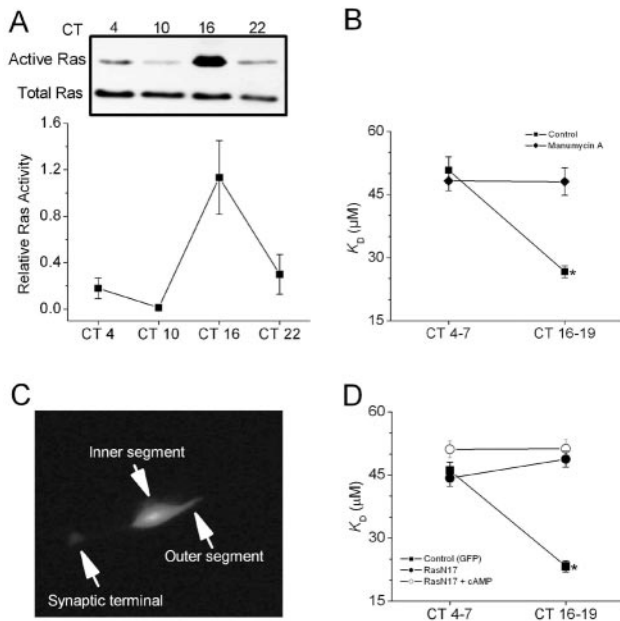 A
CT 4 10 16 22
Active Ras
Total Ras
Relative Ras Activity
1.6
1.2
0.8
0.4
0.0
CT 4 CT 10 CT 16 CT 22
B
Control
Manumycin A
K_D (µM)
60
45
30
15
*
CT 4-7 CT 16-19
C
Inner segment
Outer segment
Synaptic terminal
D
K_D (µM)
60
45
30
15
*
Control (GFP)
RasN17
RasN17 + cAMP
CT 4-7 CT 16-19